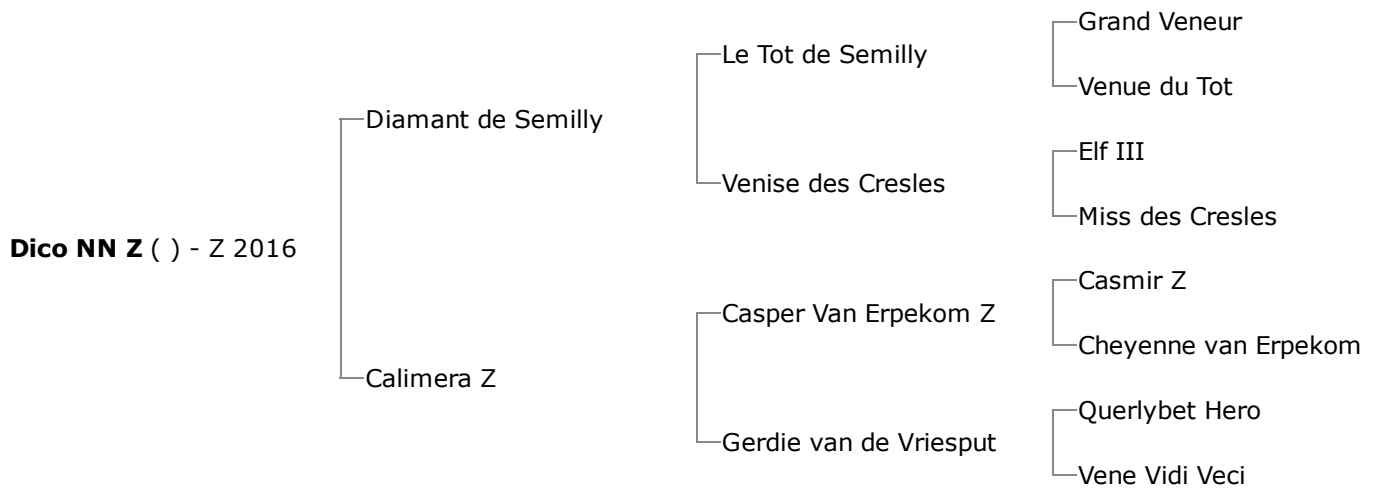 Grand Veneur
Le Tot de Semilly
Venue du Tot
Diamant de Semilly
Elf III
Venise des Cresles
Miss des Cresles
Dico NN Z ( ) - Z 2016
Casmir Z
Casper Van Erpekom Z
Cheyenne van Erpekom
Calimera Z
Querlybet Hero
Gerdie van de Vriesput
Vene Vidi Veci